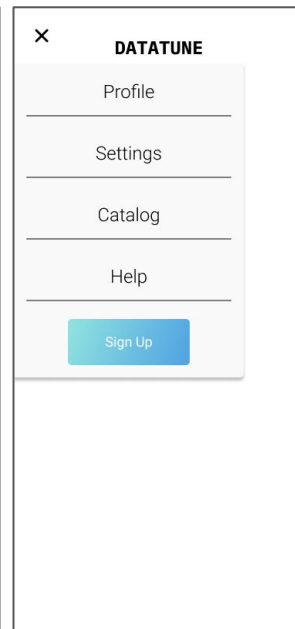 ×
DATATUNE
Profile
Settings
Catalog
Help
Sign Up